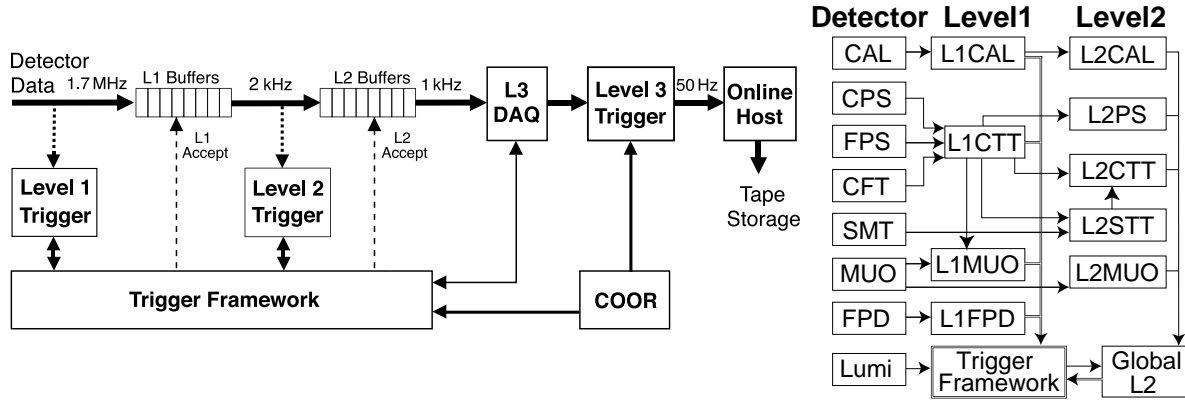 Detector
Data
1.7 MHz
L1 Buffers
2 kHz
L2 Buffers
1 kHz
L3
DAQ
Level 3
Trigger
50 Hz
Online
Host
L1
Accept
L2
Accept
Level 1
Trigger
Level 2
Trigger
Tape
Storage
Trigger Framework
COOR
Detector Level1 Level2
CAL L1CAL L2CAL
CPS
L2PS
FPS L1CTT
L2CTT
CFT
SMT L2STT
MUO L1MUO L2MUO
FPD L1FPD
Lumi
Trigger
Framework
Global
L2